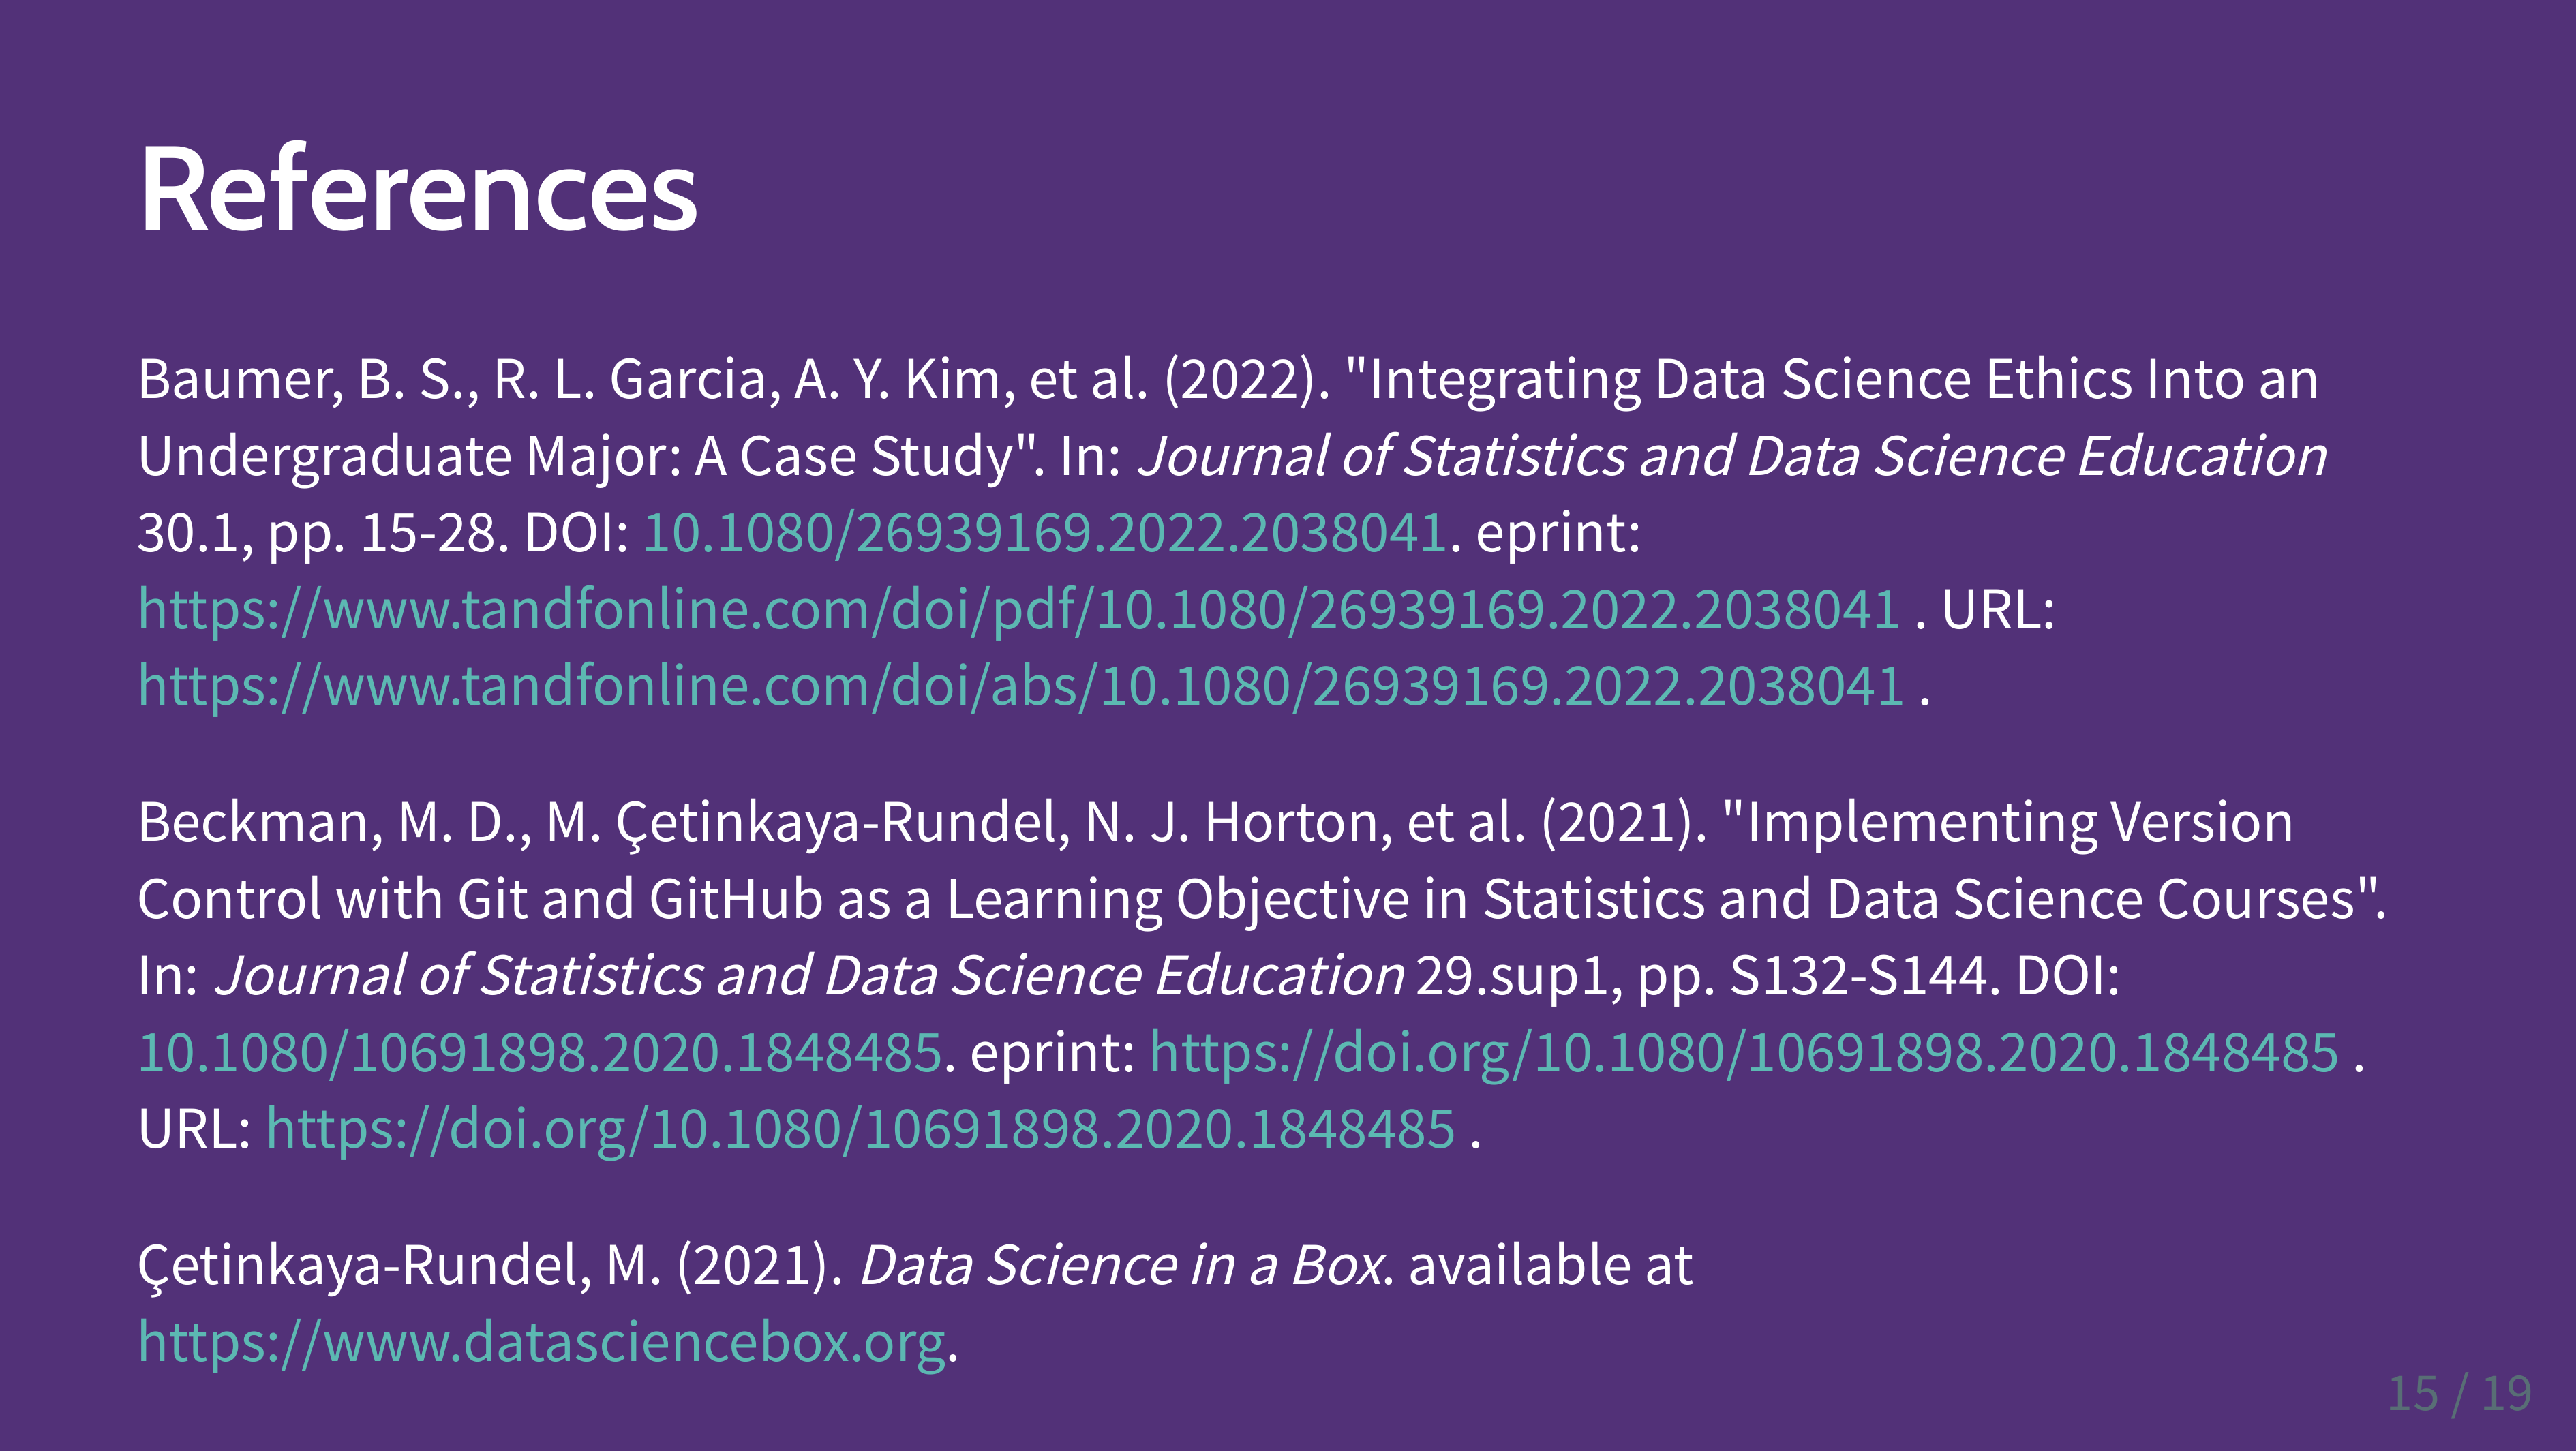 References
Baumer, B. S., R. L. Garcia, A. Y. Kim, et al. (2022). "Integrating Data Science Ethics Into an
Undergraduate Major: A Case Study". In: Journal of Statistics and Data Science Education
30.1, pp. 15-28. DOI: 10.1080/26939169.2022.2038041. eprint:
https://www.tandfonline.com/doi/pdf/10.1080/26939169.2022.2038041 . URL:
https://www.tandfonline.com/doi/abs/10.1080/26939169.2022.2038041 .
Beckman, M. D., M. Çetinkaya-Rundel, N. J. Horton, et al. (2021). "Implementing Version
Control with Git and GitHub as a Learning Objective in Statistics and Data Science Courses".
In: Journal of Statistics and Data Science Education 29.sup1, pp. S132-S144. DOI:
10.1080/10691898.2020.1848485. eprint: https://doi.org/10.1080/10691898.2020.1848485 .
URL: https://doi.org/10.1080/10691898.2020.1848485 .
Çetinkaya-Rundel, M. (2021). Data Science in a Box. available at
https://www.datasciencebox.org.
15 / 19